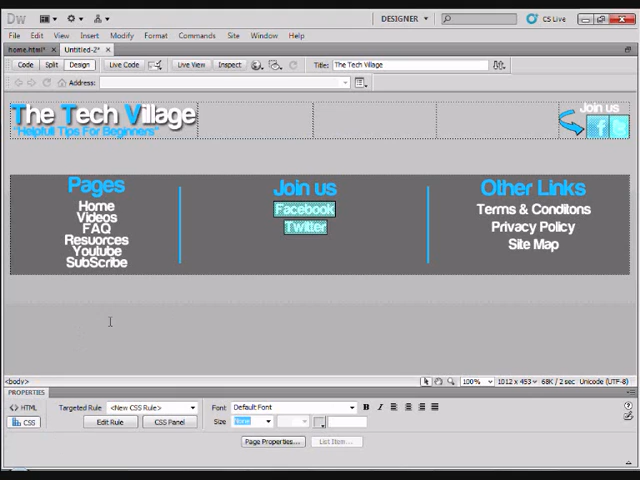 Dw
DESIGNER
CS Live
File Edit View Insert Modify Format Commands Site Window Help
home.html* Untitled-2*
Code Split Design Live Code Live View Inspect Title: The Tech Village
Address:
The Tech Village
"Helpfull Tips For Beginners"
Join us
Pages
Home
Videos
FAQ
Resuorces
Youtube
SubScribe
Join us
Facebook
Twitter
Other Links
Terms & Conditons
Privacy Policy
Site Map
<body>
100% 1012 x 453 68K / 2 sec Unicode (UTF-8)
PROPERTIES
HTML
CSS
Targeted Rule <New CSS Rule>
Edit Rule CSS Panel
Font: Default Font B I
Size None
Page Properties... List Item...